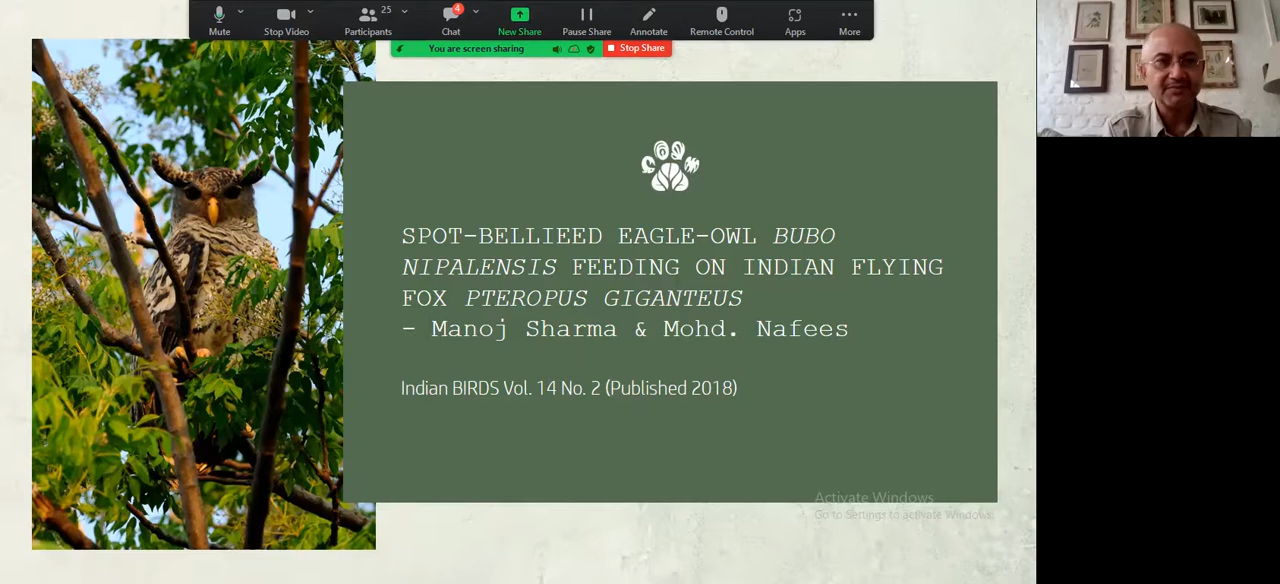 25
4
Mute
Stop Video
Participants
Chat
New Share
Pause Share
Annotate
Remote Control
Apps
More
You are screen sharing
Stop Share
SPOT-BELLIEED EAGLE-OWL BUBO
NIPALENSIS FEEDING ON INDIAN FLYING
FOX PTEROPUS GIGANTEUS
- Manoj Sharma & Mohd. Nafees
Indian BIRDS Vol. 14 No. 2 (Published 2018)
Activate Windows
Go to Settings to activate Windows.